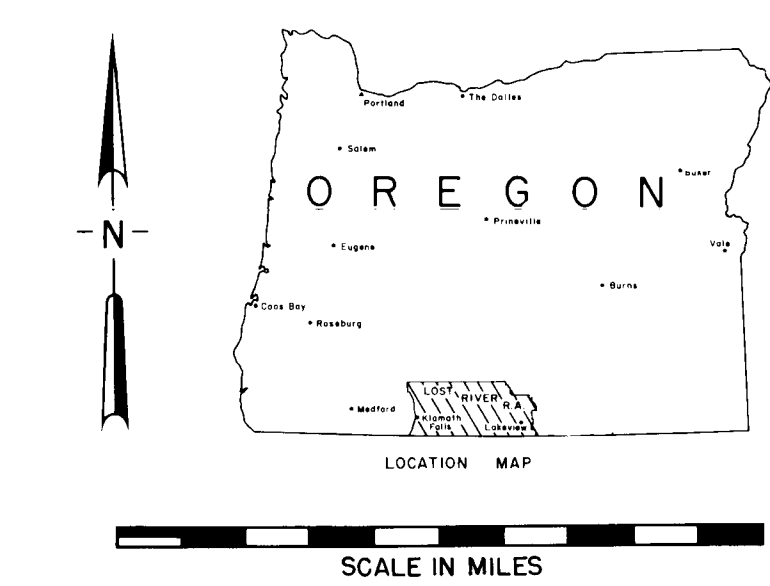 Portland
The Dalles
Salem
OREGON
Baker
Prineville
- N -
Eugene
Vale
Burns
Coos Bay
Roseburg
LOST RIVER R.A.
Medford
Klamath
Falls
Lakeview
LOCATION MAP
SCALE IN MILES